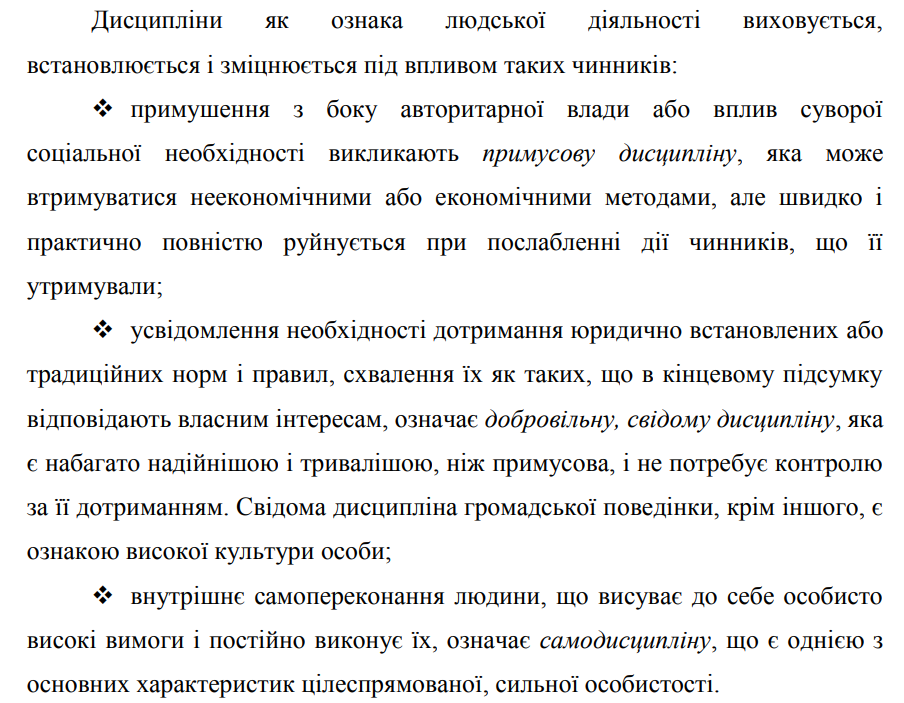 Дисципліни як ознака людської діяльності виховується,
встановлюється і зміцнюється під впливом таких чинників:
❖ примушення з боку авторитарної влади або вплив суворої
соціальної необхідності викликають примусову дисципліну, яка може
втримуватися неекономічними або економічними методами, але швидко і
практично повністю руйнується при послабленні дії чинників, що її
утримували;
❖ усвідомлення необхідності дотримання юридично встановлених або
традиційних норм і правил, схвалення їх як таких, що в кінцевому підсумку
відповідають власним інтересам, означає добровільну, свідому дисципліну, яка
є набагато надійнішою і тривалішою, ніж примусова, і не потребує контролю
за її дотриманням. Свідома дисципліна громадської поведінки, крім іншого, є
ознакою високої культури особи;
❖ внутрішнє самопереконання людини, що висуває до себе особисто
високі вимоги і постійно виконує їх, означає самодисципліну, що є однією з
основних характеристик цілеспрямованої, сильної особистості.